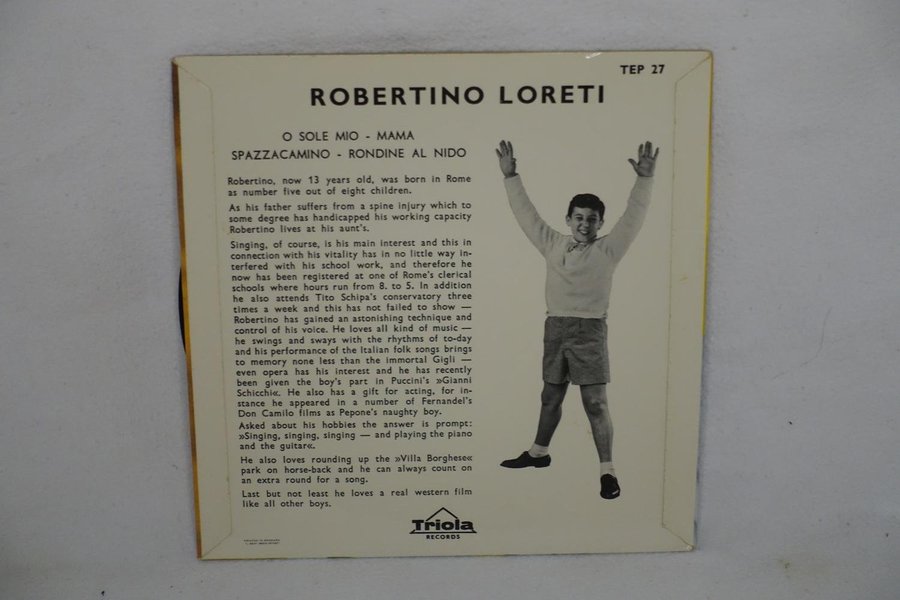 TEP 27
ROBERTINO LORETI
O SOLE MIO - MAMA
SPAZZACAMINO - RONDINE AL NIDO
Robertino, now 13 years old, was born in Rome
as number five out of eight children.
As his father suffers from a spine injury which to
some degree has handicapped his working capacity
Robertino lives at his aunt's.
Singing, of course, is his main interest and this in
connection with his vitality has in no little way in-
terfered with his school work, and therefore he
now has been registered at one of Rome's clerical
schools where hours run from 8. to 5. In addition
he also attends Tito Schipa's conservatory three
times a week and this has not failed to show —
Robertino has gained an astonishing technique and
control of his voice. He loves all kind of music —
he swings and sways with the rhythms of to-day
and his performance of the Italian folk songs brings
to memory none less than the immortal Gigli —
even opera has his interest and he has recently
been given the boy's part in Puccini's »Gianni
Schicchi«. He also has a gift for acting, for in-
stance he appeared in a number of Fernandel's
Don Camilo films as Pepone's naughty boy.
Asked about his hobbies the answer is prompt:
»Singing, singing, singing — and playing the piano
and the guitar«.
He also loves rounding up the »Villa Borghese«
park on horse-back and he can always count on
an extra round for a song.
Last but not least he loves a real western film
like all other boys.
Triola
RECORDS